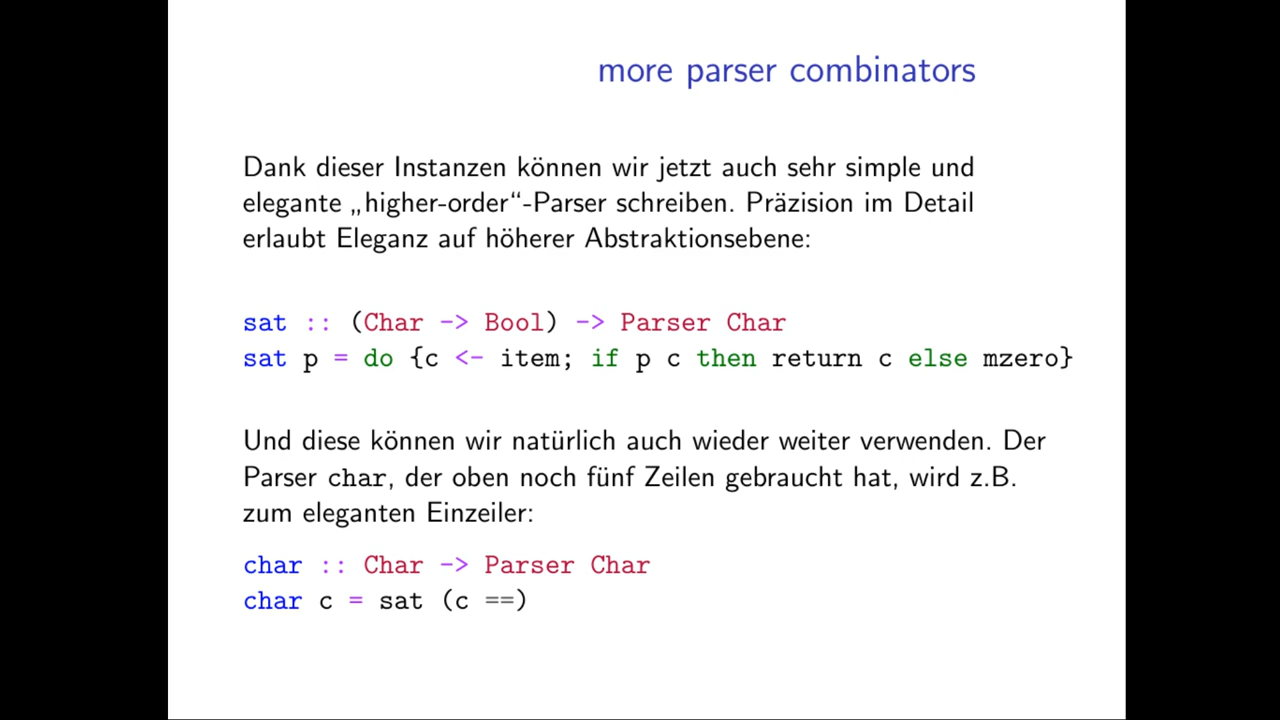 more parser combinators
Dank dieser Instanzen können wir jetzt auch sehr simple und
elegante „higher-order“-Parser schreiben. Präzision im Detail
erlaubt Eleganz auf höherer Abstraktionsebene:
sat :: (Char -> Bool) -> Parser Char
sat p = do {c <- item; if p c then return c else mzero}
Und diese können wir natürlich auch wieder weiter verwenden. Der
Parser char, der oben noch fünf Zeilen gebraucht hat, wird z.B.
zum eleganten Einzeiler:
char :: Char -> Parser Char
char c = sat (c ==)